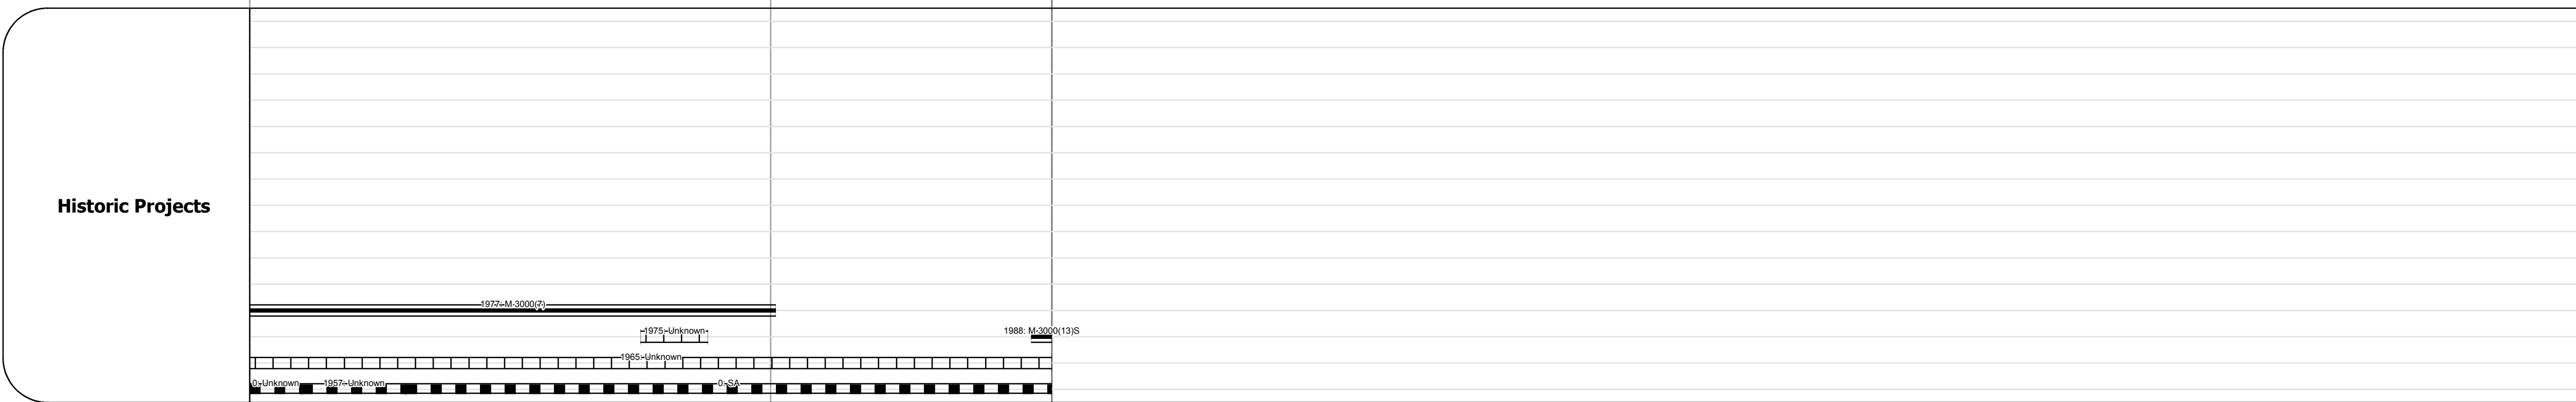 Historic Projects
1977: M-3000(7)
1975: Unknown
1988: M-3000(13)S
1965: Unknown
0: Unknown
1957: Unknown
0: SA